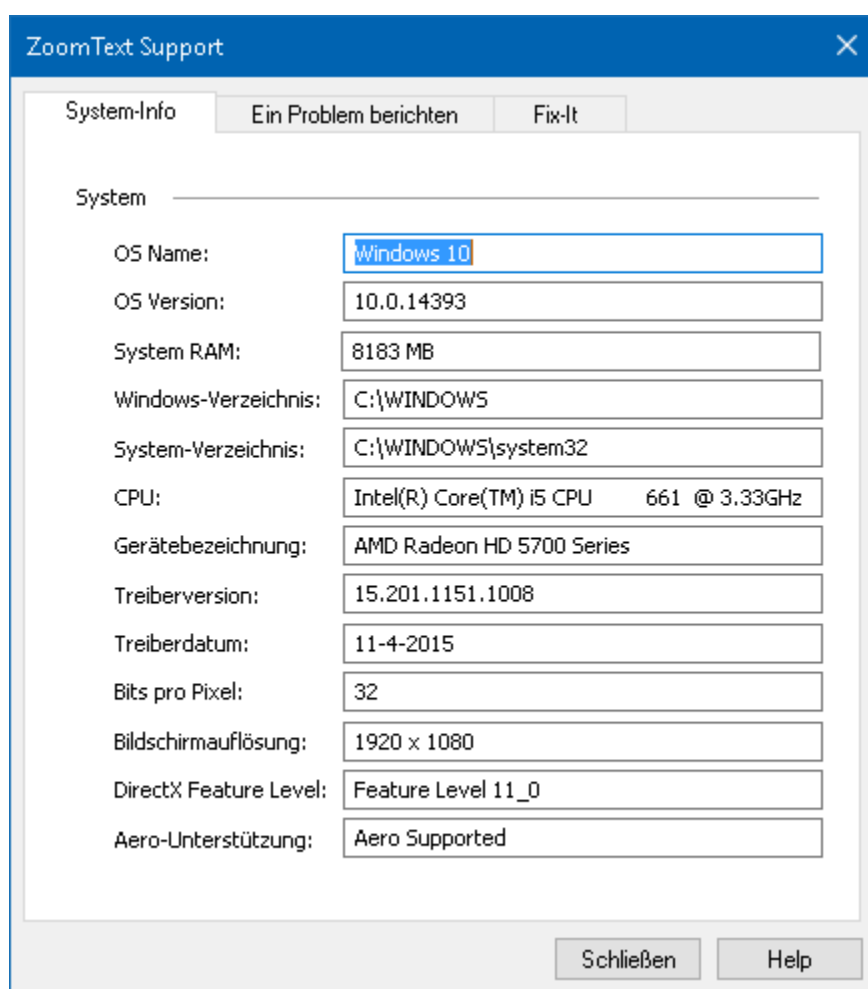 ZoomText Support
System-Info Ein Problem berichten Fix-It
System
OS Name: Windows 10
OS Version: 10.0.14393
System RAM: 8183 MB
Windows-Verzeichnis: C:\WINDOWS
System-Verzeichnis: C:\WINDOWS\system32
CPU: Intel(R) Core(TM) i5 CPU 661 @ 3.33GHz
Gerätebezeichnung: AMD Radeon HD 5700 Series
Treiberversion: 15.201.1151.1008
Treiberdatum: 11-4-2015
Bits pro Pixel: 32
Bildschirmauflösung: 1920 x 1080
DirectX Feature Level: Feature Level 11_0
Aero-Unterstützung: Aero Supported
Schließen Help